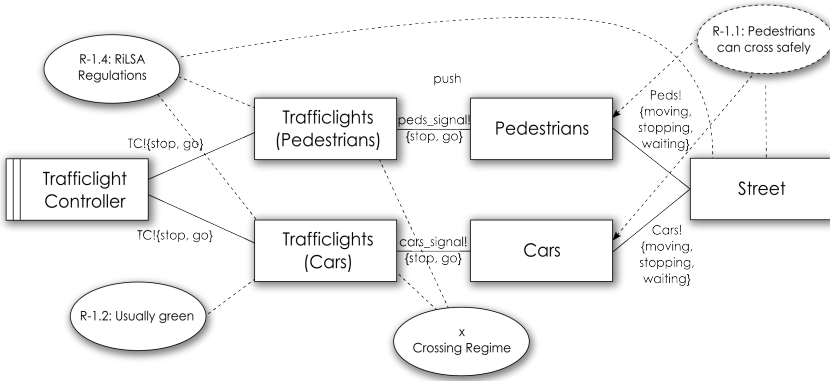 R-1.4: RiLSA
Regulations
R-1.1: Pedestrians
can cross safely
push
Trafficlights
(Pedestrians)
peds_signal!
{stop, go}
Pedestrians
Peds!
{moving,
stopping,
waiting}
TC!{stop, go}
Trafficlight
Controller
Street
TC!{stop, go}
Trafficlights
(Cars)
cars_signal!
{stop, go}
Cars
Cars!
{moving,
stopping,
waiting}
R-1.2: Usually green
x
Crossing Regime